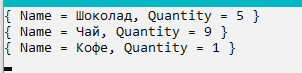 { Name = Шоколад, Quantity = 5 }
{ Name = Чай, Quantity = 9 }
{ Name = Кофе, Quantity = 1 }